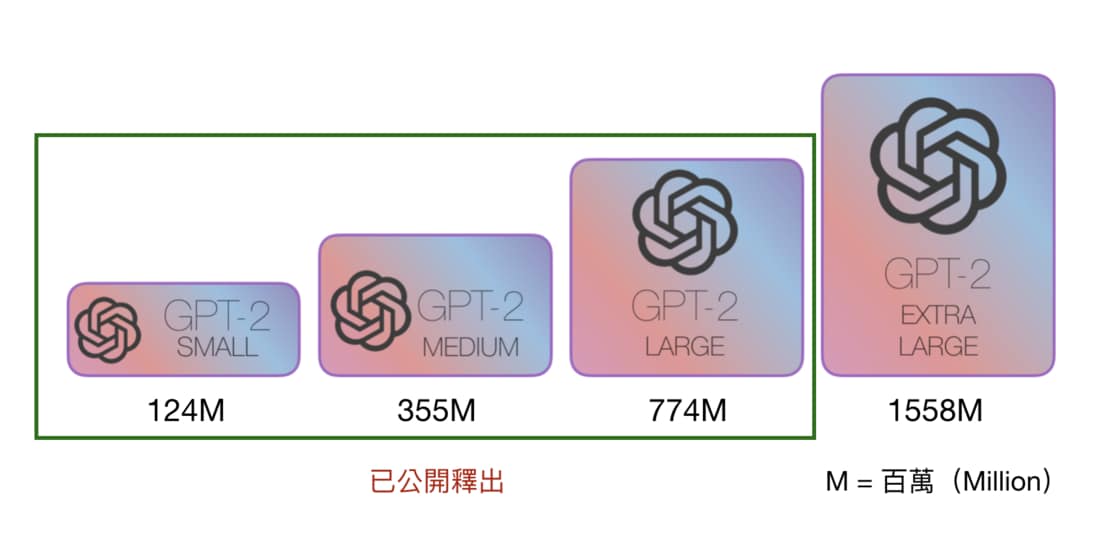 GPT-2
SMALL
124M
GPT-2
MEDIUM
355M
GPT-2
LARGE
774M
GPT-2
EXTRA
LARGE
1558M
已公開釋出
M = 百萬（Million）